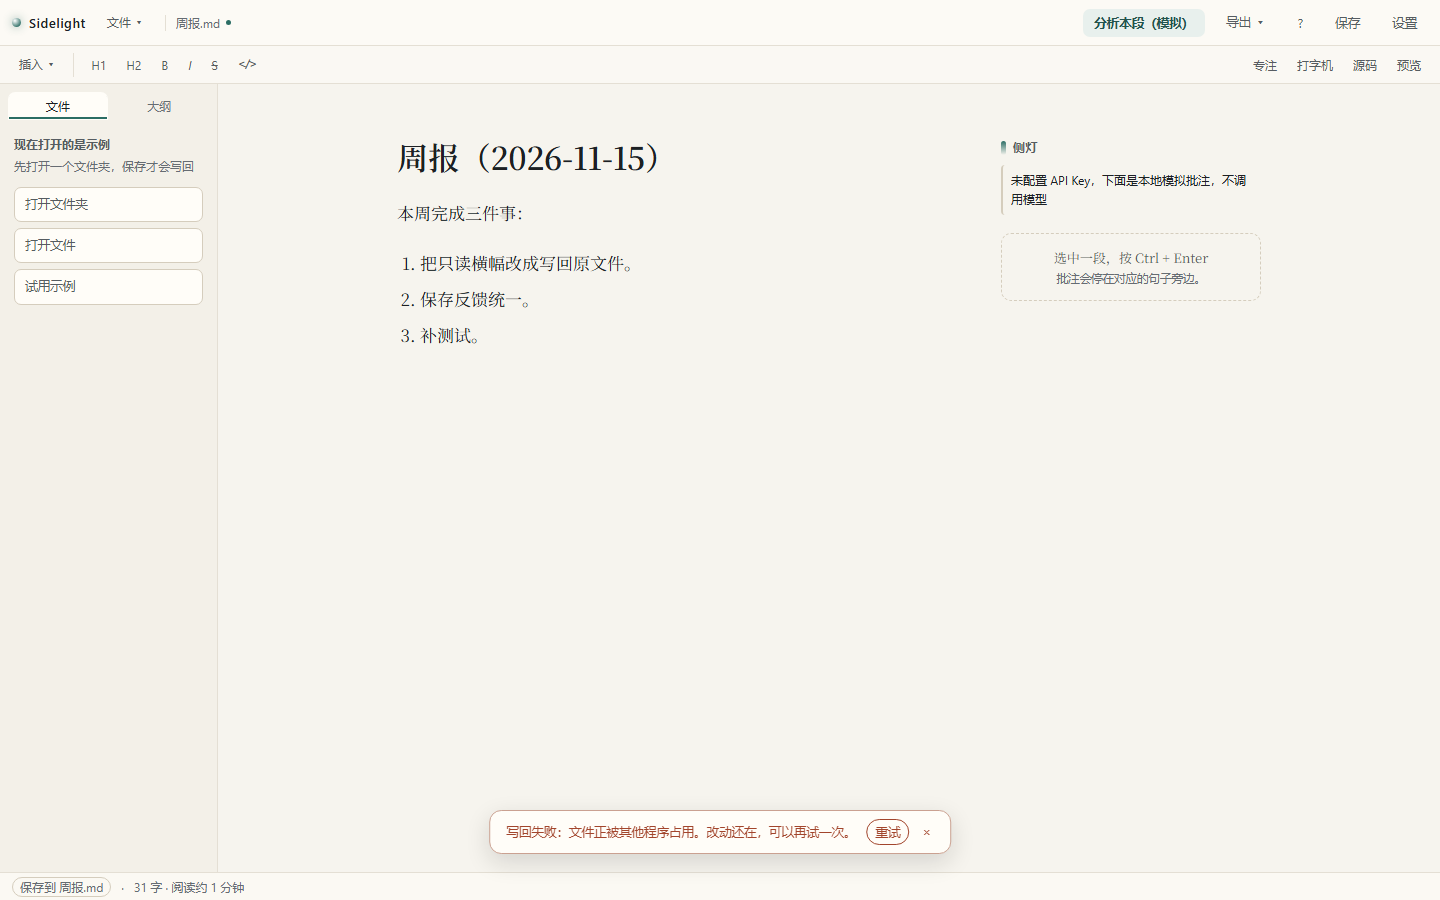 Sidelight 文件 ▾ 周报.md ● 分析本段（模拟） 导出 ▾ ? 保存 设置
插入 ▾ H1 H2 B I S </> 专注 打字机 源码 预览
文件 大纲
现在打开的是示例
先打开一个文件夹，保存才会写回
打开文件夹
打开文件
试用示例
周报（2026-11-15）
本周完成三件事：
1. 把只读横幅改成写回原文件。
2. 保存反馈统一。
3. 补测试。
侧灯
未配置 API Key，下面是本地模拟批注，不调
用模型
选中一段，按 Ctrl + Enter
批注会停在对应的句子旁边。
写回失败：文件正被其他程序占用。改动还在，可以再试一次。 重试 ×
保存到 周报.md · 31 字 · 阅读约 1 分钟